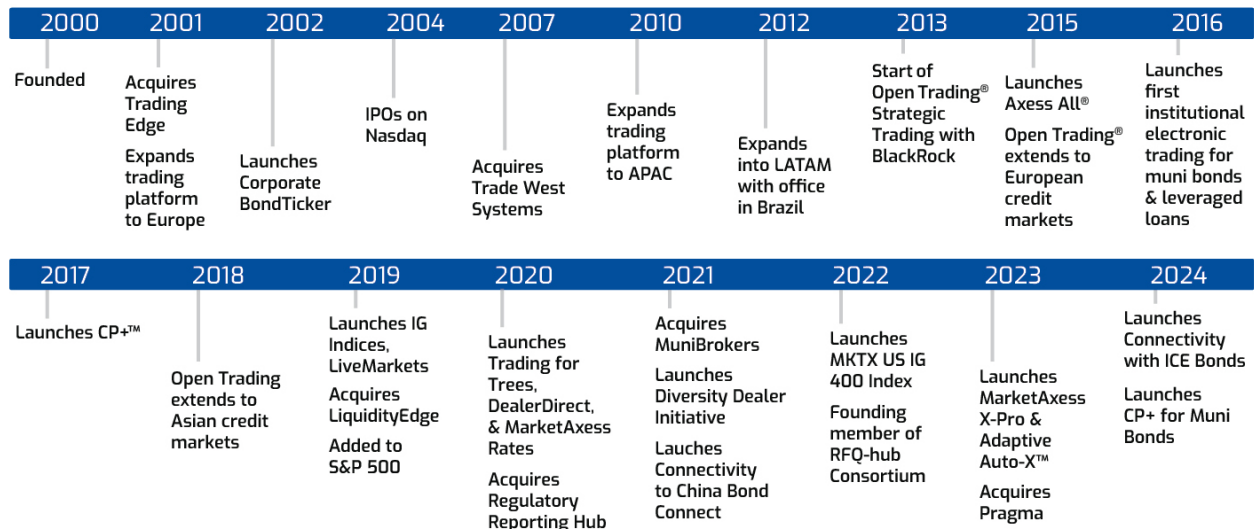 2000 2001 2002 2004 2007 2010 2012 2013 2015 2016
Founded
Acquires
Trading
Edge
Expands
trading
platform
to Europe
Launches
Corporate
BondTicker
IPOs on
Nasdaq
Acquires
Trade West
Systems
Expands
trading
platform
to APAC
Expands
into LATAM
with office
in Brazil
Start of
Open Trading®
Strategic
Trading with
BlackRock
Launches
Axess All®
Open Trading®
extends to
European
credit
markets
Launches
first
institutional
electronic
trading for
muni bonds
& leveraged
loans
2017 2018 2019 2020 2021 2022 2023 2024
Launches CP+™
Open Trading
extends to
Asian credit
markets
Launches IG
Indices,
LiveMarkets
Acquires
LiquidityEdge
Added to
S&P 500
Launches
Trading for
Trees,
DealerDirect,
& MarketAxess
Rates
Acquires
Regulatory
Reporting Hub
Acquires
MuniBrokers
Launches
Diversity Dealer
Initiative
Lauches
Connectivity
to China Bond
Connect
Launches
MKTX US IG
400 Index
Founding
member of
RFQ-hub
Consortium
Launches
MarketAxess
X-Pro &
Adaptive
Auto-X™
Acquires
Pragma
Launches
Connectivity
with ICE Bonds
Launches
CP+ for Muni
Bonds